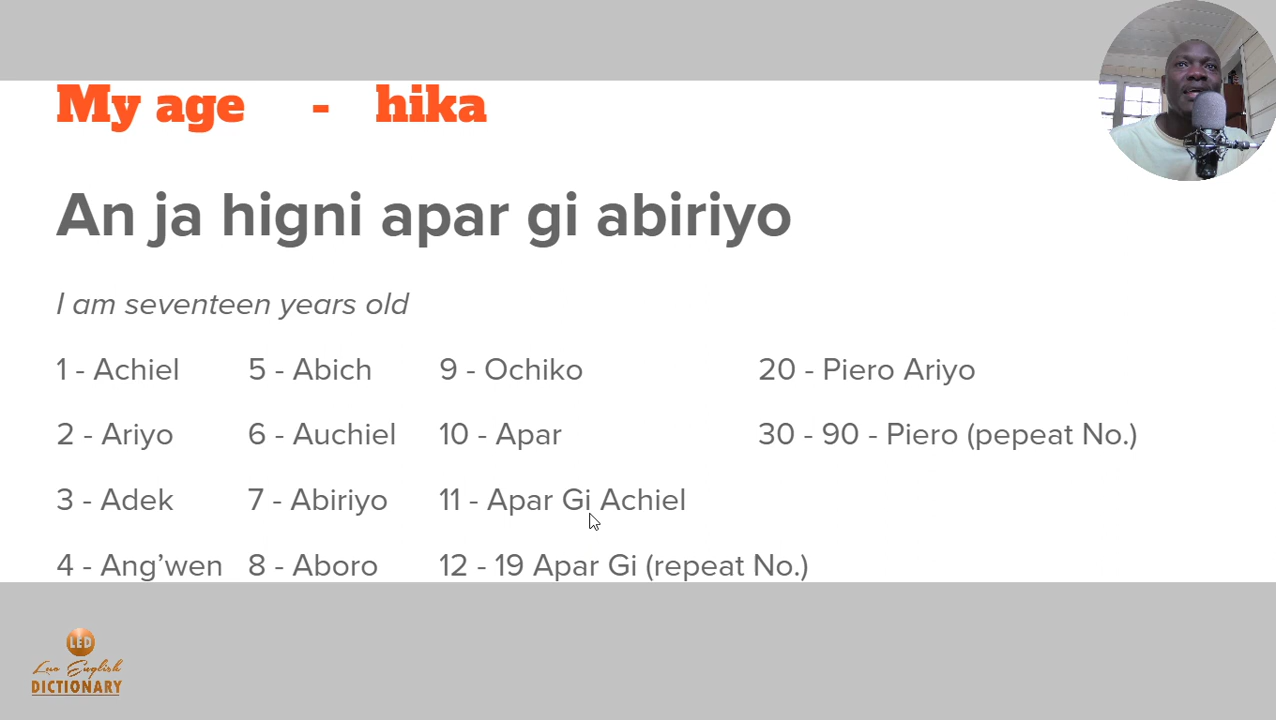 My age - hika
An ja higni apar gi abiriyo
I am seventeen years old
1 - Achiel 5 - Abich 9 - Ochiko 20 - Piero Ariyo
2 - Ariyo 6 - Auchiel 10 - Apar 30 - 90 - Piero (pepeat No.)
3 - Adek 7 - Abiriyo 11 - Apar Gi Achiel
4 - Ang’wen 8 - Aboro 12 - 19 Apar Gi (repeat No.)
LED
Luo English
DICTIONARY